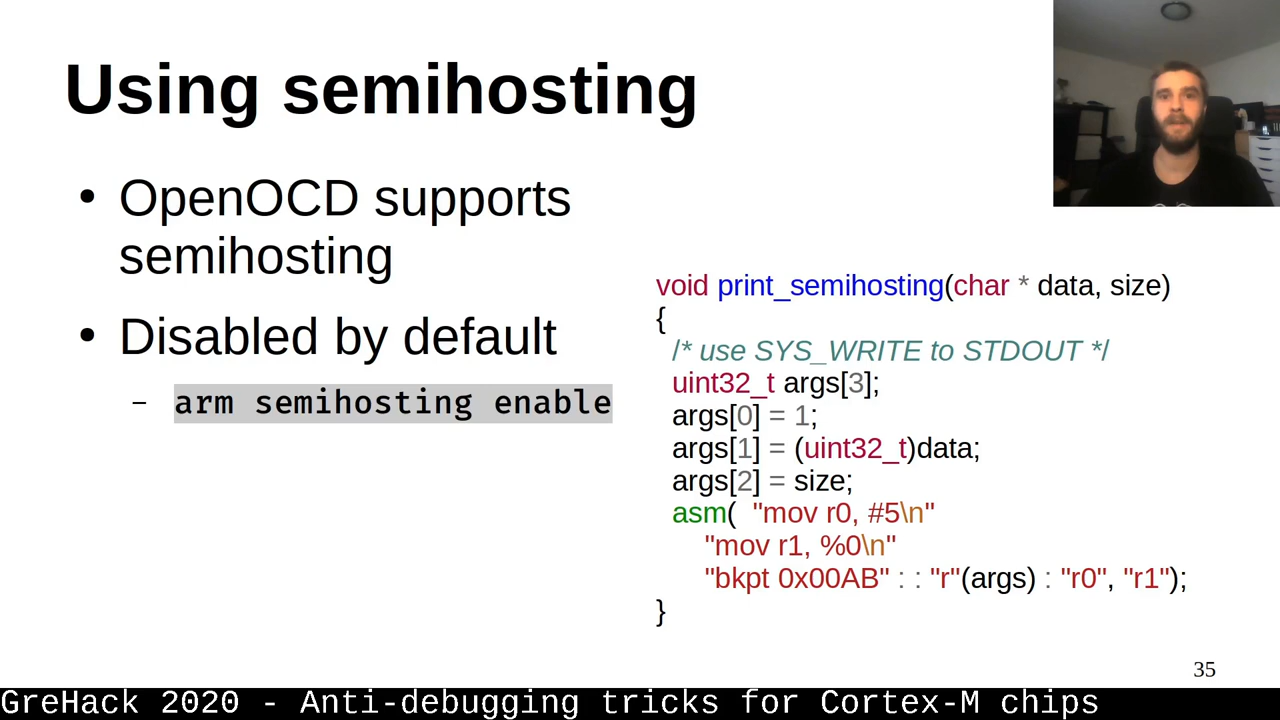 Using semihosting
• OpenOCD supports
semihosting
• Disabled by default
– arm semihosting enable
void print_semihosting(char * data, size)
{
/* use SYS_WRITE to STDOUT */
uint32_t args[3];
args[0] = 1;
args[1] = (uint32_t)data;
args[2] = size;
asm( "mov r0, #5\n"
"mov r1, %0\n"
"bkpt 0x00AB" : : "r"(args) : "r0", "r1");
}
35
GreHack 2020 - Anti-debugging tricks for Cortex-M chips